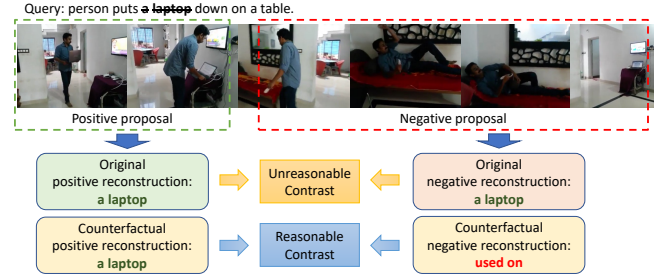 Query: person puts a laptop down on a table.
Positive proposal
Negative proposal
Original
positive reconstruction:
a laptop
Unreasonable
Contrast
Original
negative reconstruction:
a laptop
Counterfactual
positive reconstruction:
a laptop
Reasonable
Contrast
Counterfactual
negative reconstruction:
used on